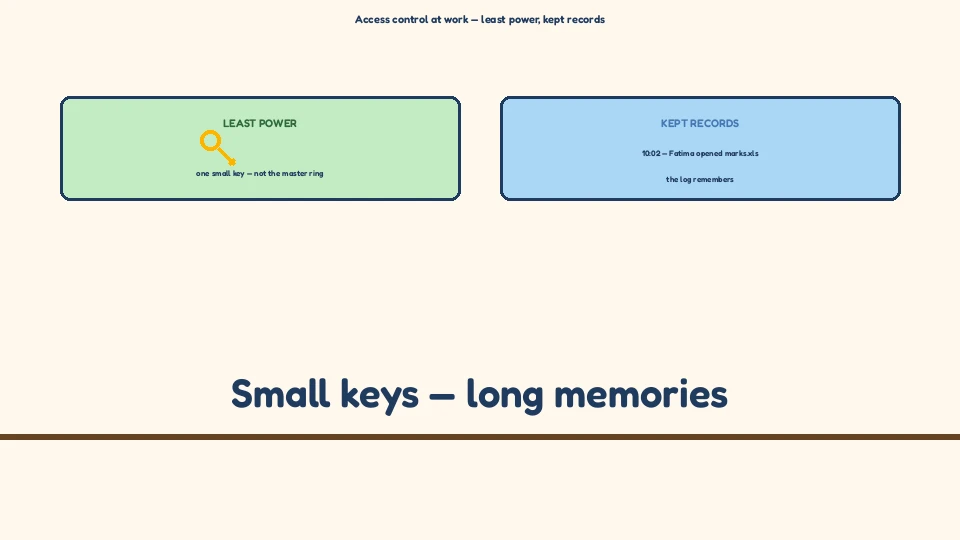 Access control at work – least power, kept records
LEAST POWER
one small key – not the master ring
KEPT RECORDS
10:02 – Fatima opened marks.xls
the log remembers
Small keys – long memories